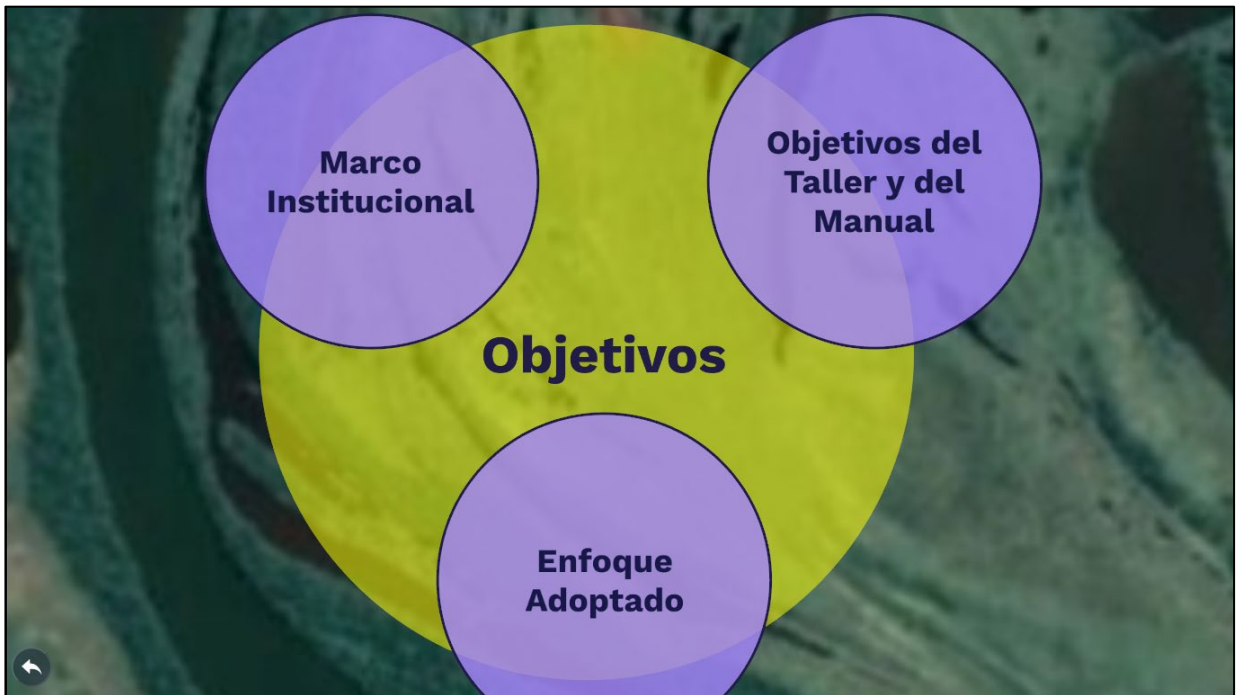 Marco
Institucional
Objetivos del
Taller y del
Manual
Objetivos
Enfoque
Adoptado